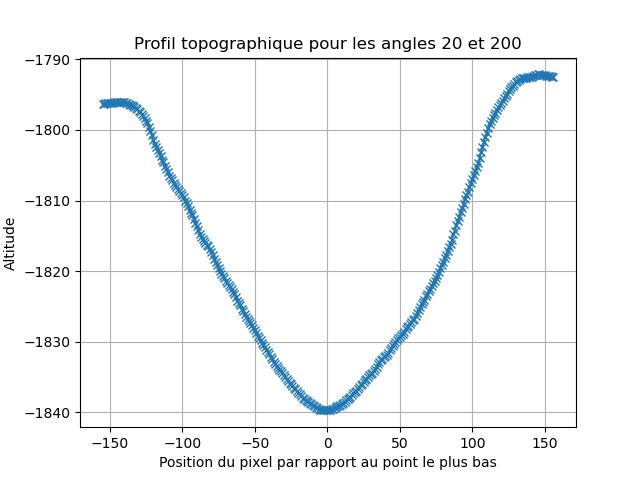 Profil topographique pour les angles 20 et 200
−1790
−1800
−1810
−1820
−1830
−1840
Altitude
−150 −100 −50 0 50 100 150
Position du pixel par rapport au point le plus bas